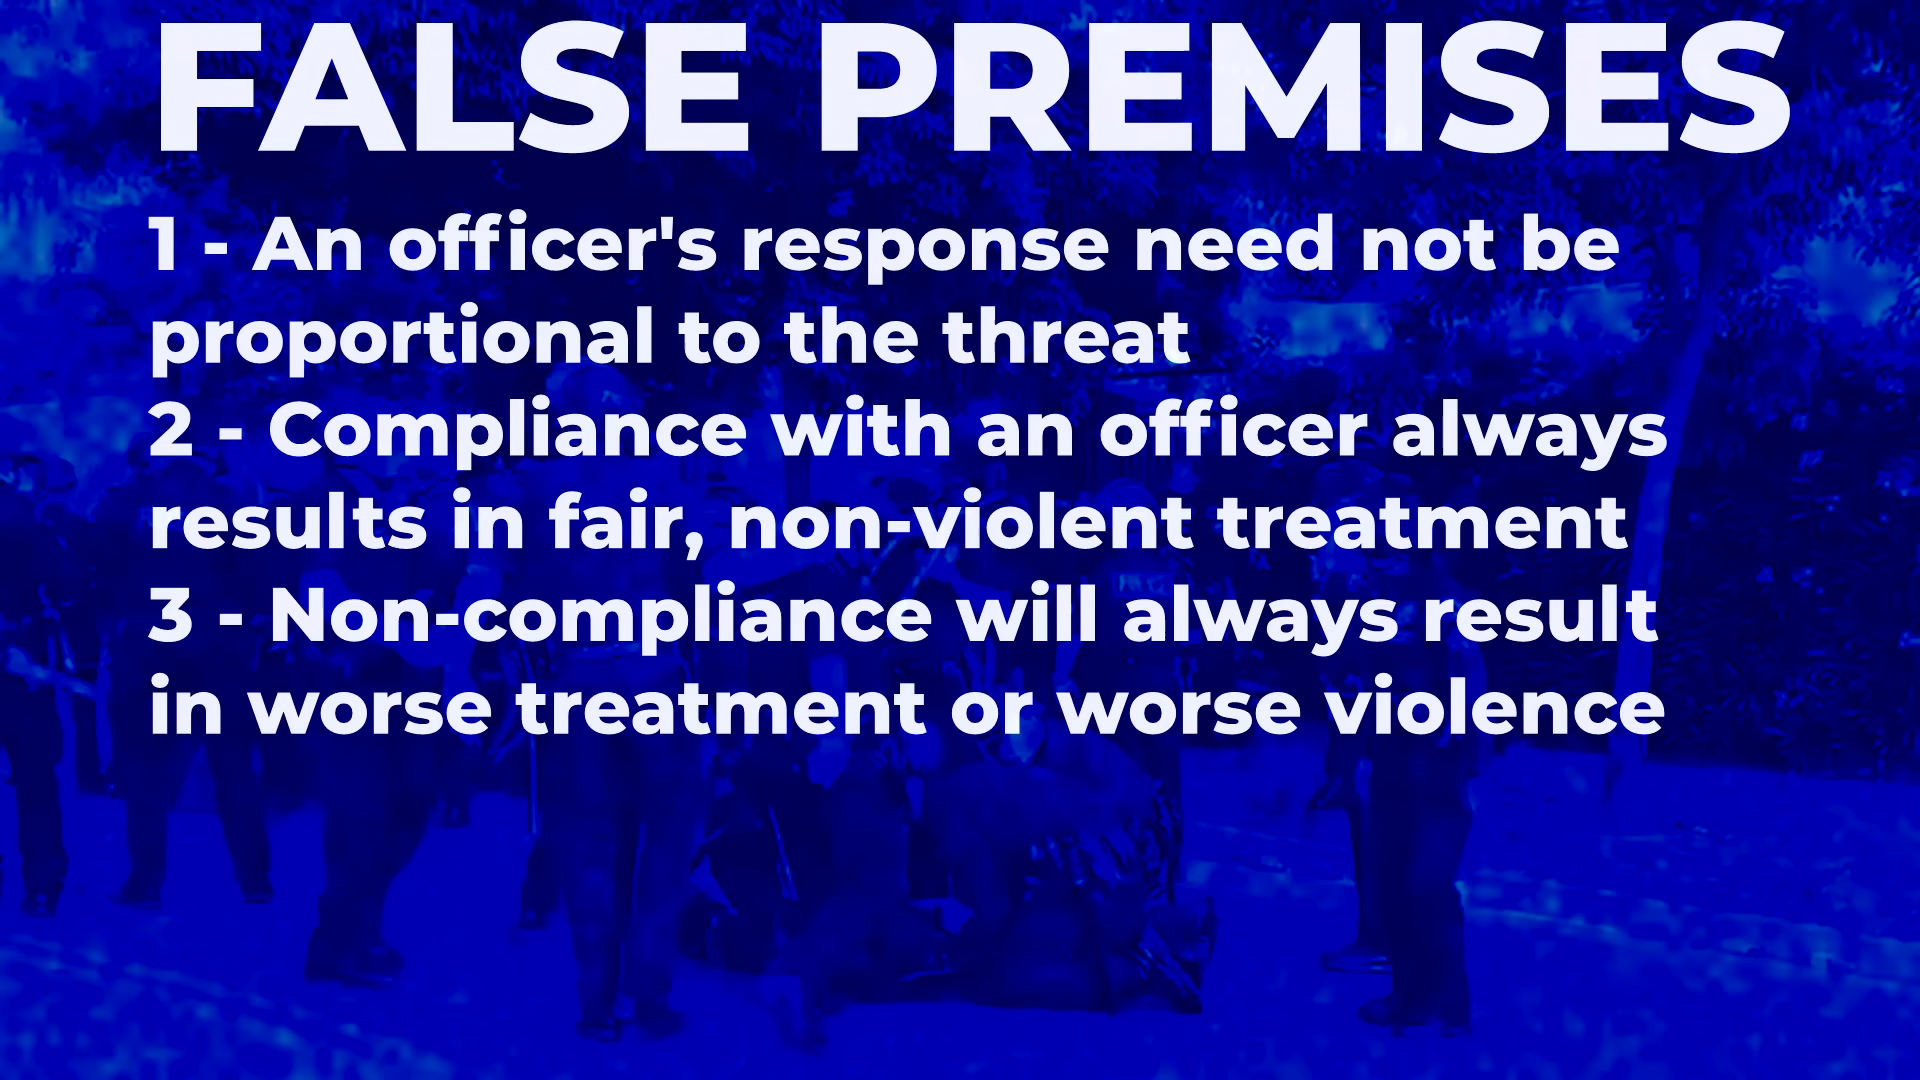 FALSE PREMISES
1 - An officer's response need not be
proportional to the threat
2 - Compliance with an officer always
results in fair, non-violent treatment
3 - Non-compliance will always result
in worse treatment or worse violence